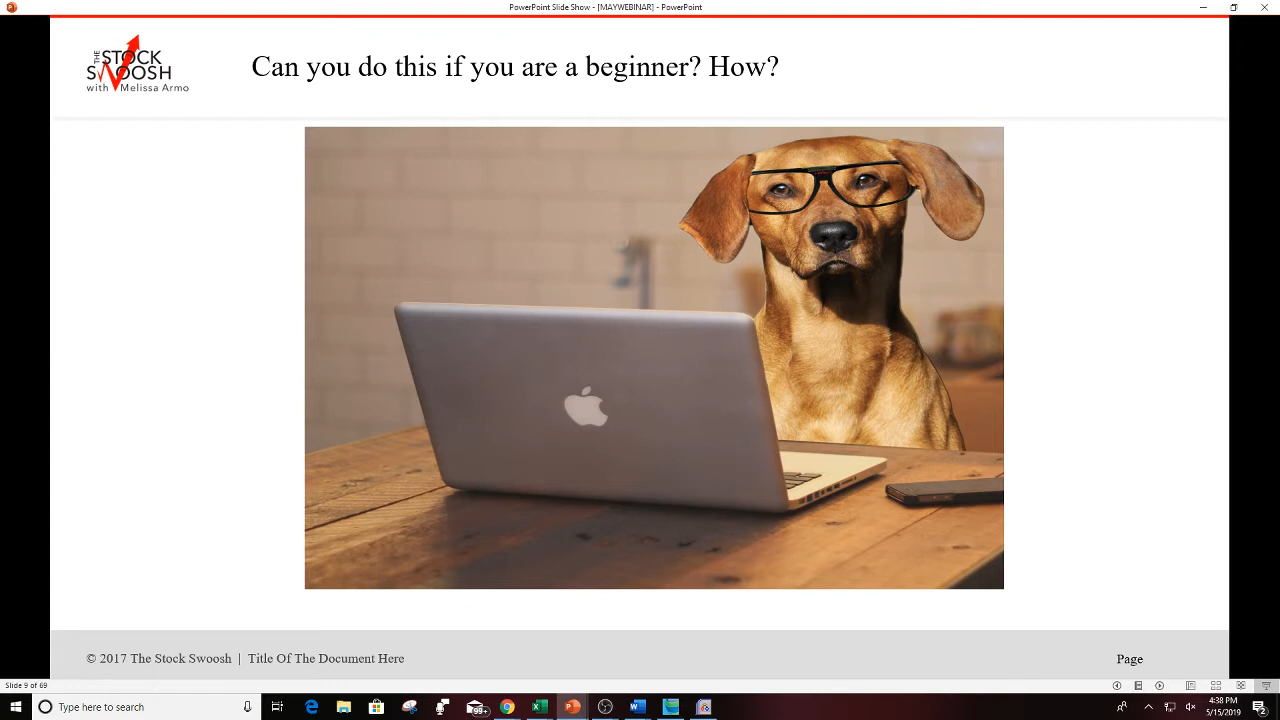 PowerPoint Slide Show - [MAYWEBINAR] - PowerPoint
THE
STOCK
SWOOSH
with Melissa Armo
Can you do this if you are a beginner? How?
© 2017 The Stock Swoosh | Title Of The Document Here
Page
Slide 9 of 69
Type here to search
99+
4:38 PM
5/15/2019
2